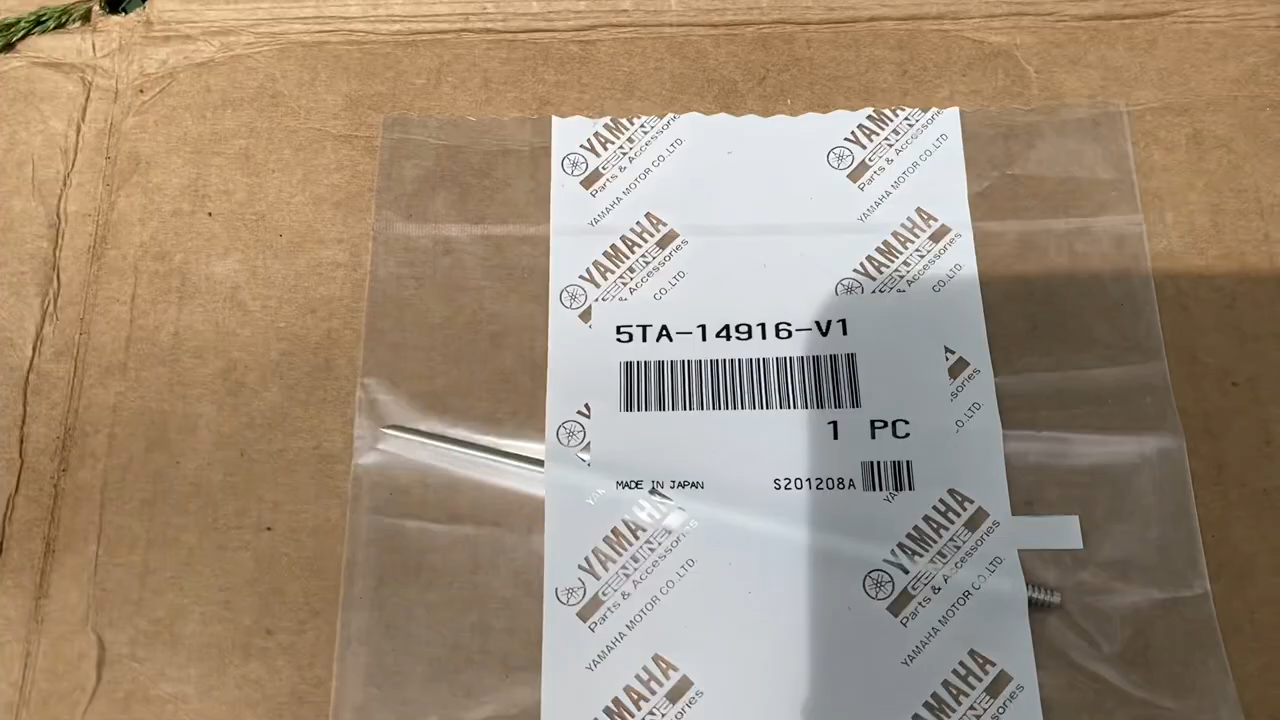 YAMAHA
GENUINE
Parts & Accessories
YAMAHA MOTOR CO.,LTD.
YAMAHA
GENUINE
Parts & Accessories
YAMAHA MOTOR CO.,LTD.
YAMAHA
GENUINE
& Accessories
CO.,LTD.
YAMAHA
GENUINE
& Accessories
CO.,LTD.
5TA-14916-V1
1 PC
MADE IN JAPAN
S201208A
YAMAHA
GENUINE
Parts & Accessories
YAMAHA MOTOR CO.,LTD.
YAMAHA
GENUINE
Parts & Accessories
YAMAHA MOTOR CO.,LTD.
YAMAHA
YAMAHA